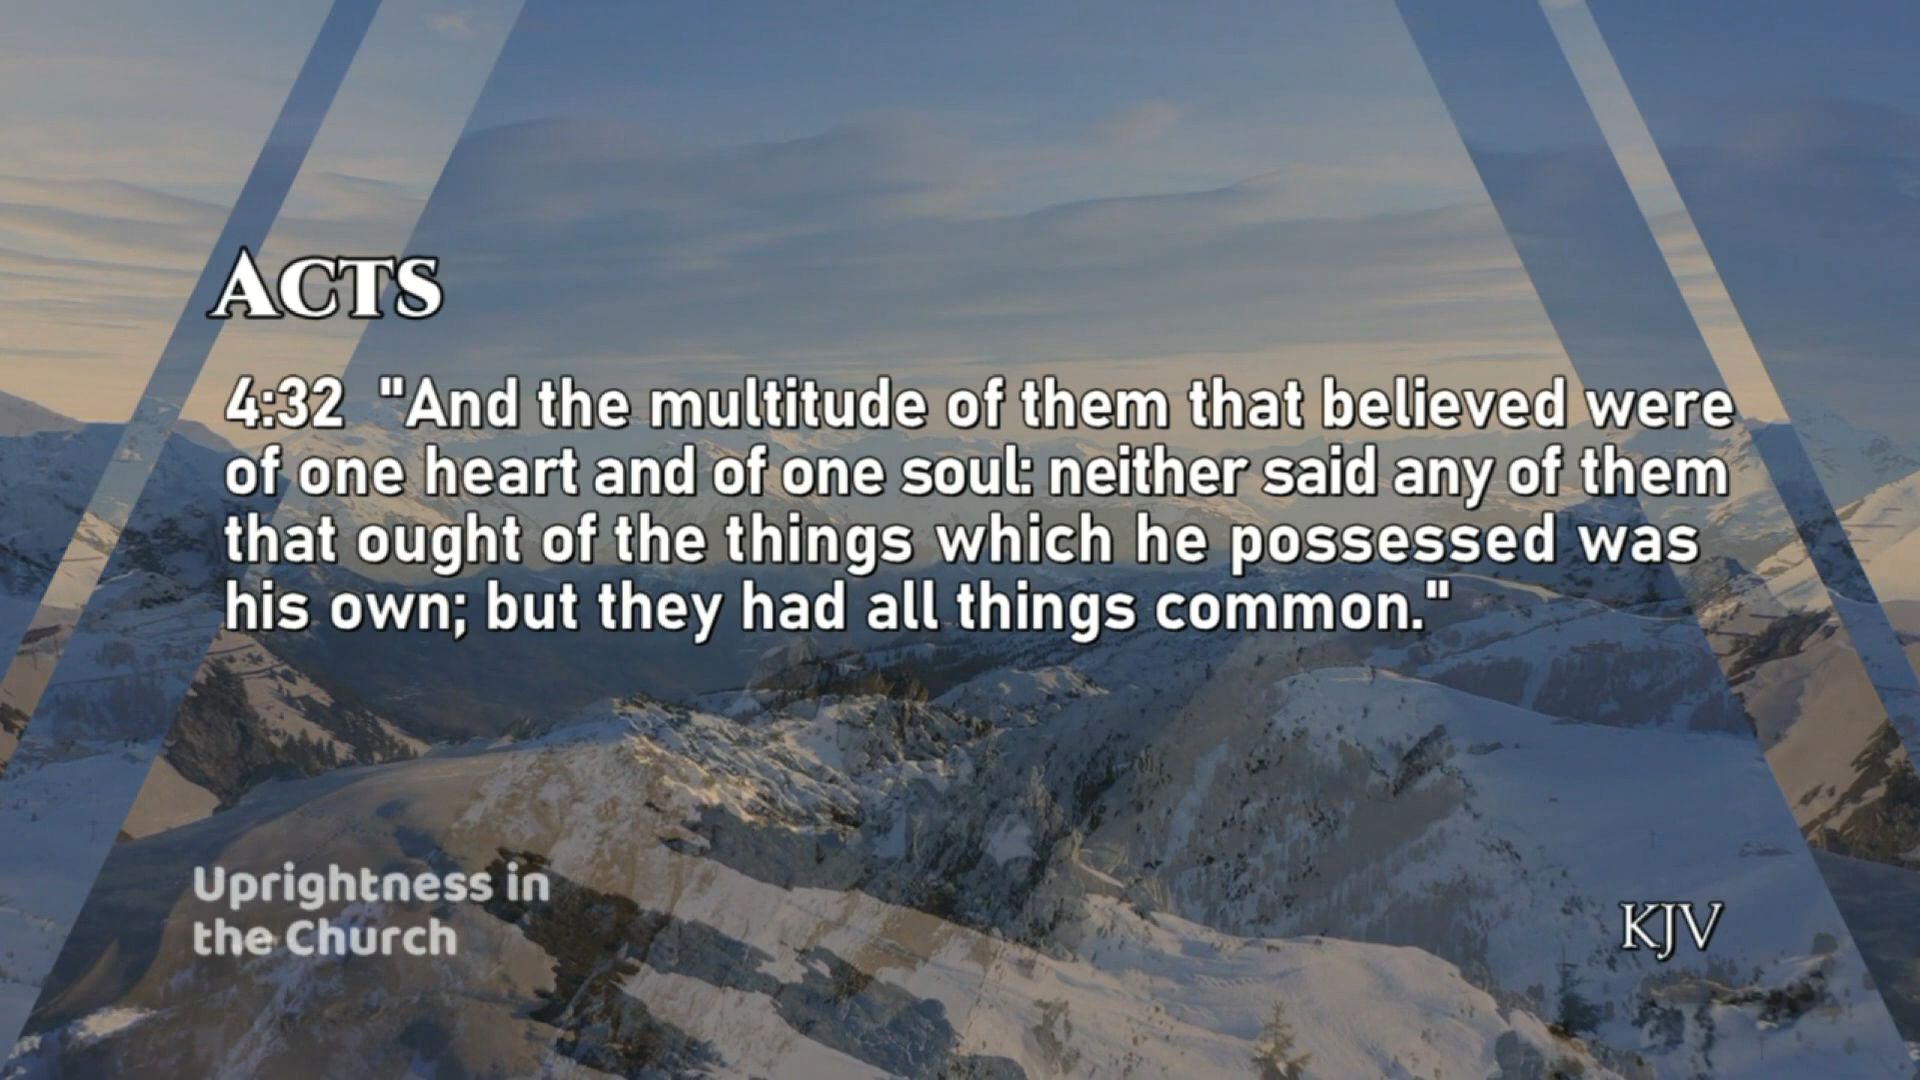 Acts
4:32 "And the multitude of them that believed were
of one heart and of one soul: neither said any of them
that ought of the things which he possessed was
his own; but they had all things common."
Uprightness in
the Church
KJV